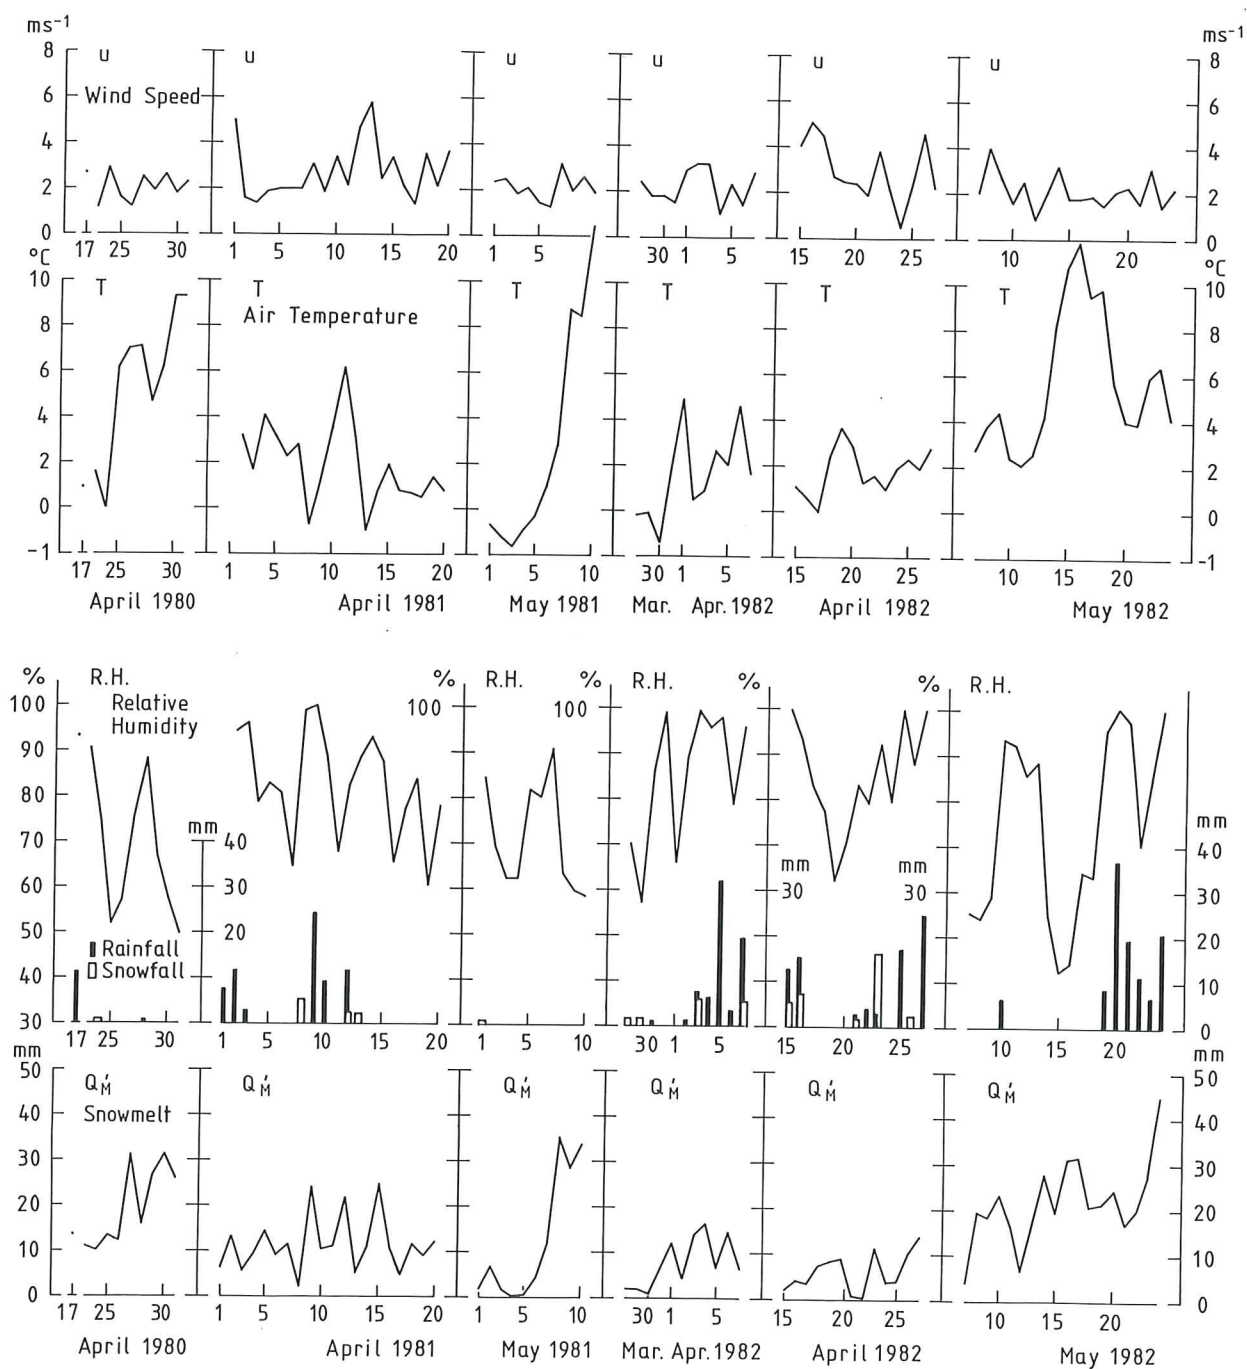 ms⁻¹ ms⁻¹
8 U U U U U U 8
6 Wind Speed 6
4 4
2 2
0 0
17 25 30 1 5 10 15 20 5 30 1 5 15 20 25 10 20
°C °C
10 T T T T T T 10
Air Temperature
8 8
6 6
4 4
2 2
0 0
-1 -1
17 25 30 1 5 10 15 20 1 5 10 30 1 5 15 20 25 10 15 20
April 1980 April 1981 May 1981 Mar. Apr. 1982 April 1982 May 1982
% R.H. % R.H. % R.H. % % R.H.
100 Relative 100 100
Humidity
90
80
70 mm 40 mm
60 30 mm mm 40
30 30 30
50 20
Rainfall 20
40 Snowfall 10
30 0
17 25 30 1 5 10 15 20 1 5 10 30 1 5 15 20 25 10 15 20
mm mm
50 Q′M Q′M Q′M Q′M Q′M Q′M 50
40 Snowmelt 40
30 30
20 20
10 10
0 0
17 25 30 1 5 10 15 20 1 5 10 30 1 5 15 20 25 10 15 20
April 1980 April 1981 May 1981 Mar. Apr. 1982 April 1982 May 1982